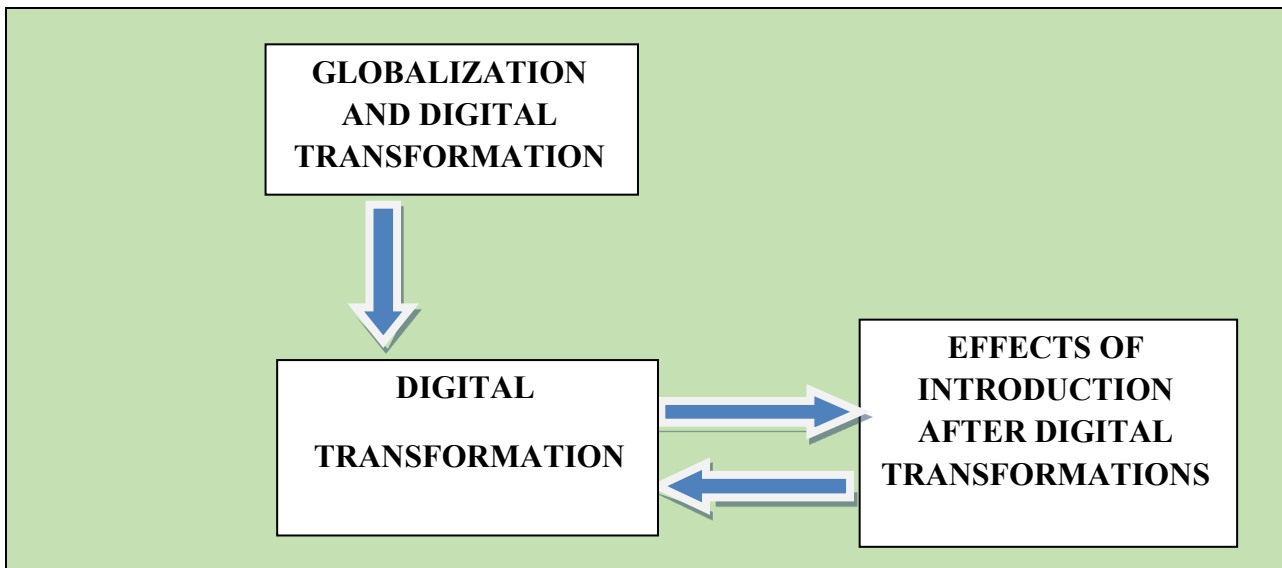 GLOBALIZATION
AND DIGITAL
TRANSFORMATION
DIGITAL
TRANSFORMATION
EFFECTS OF
INTRODUCTION
AFTER DIGITAL
TRANSFORMATIONS